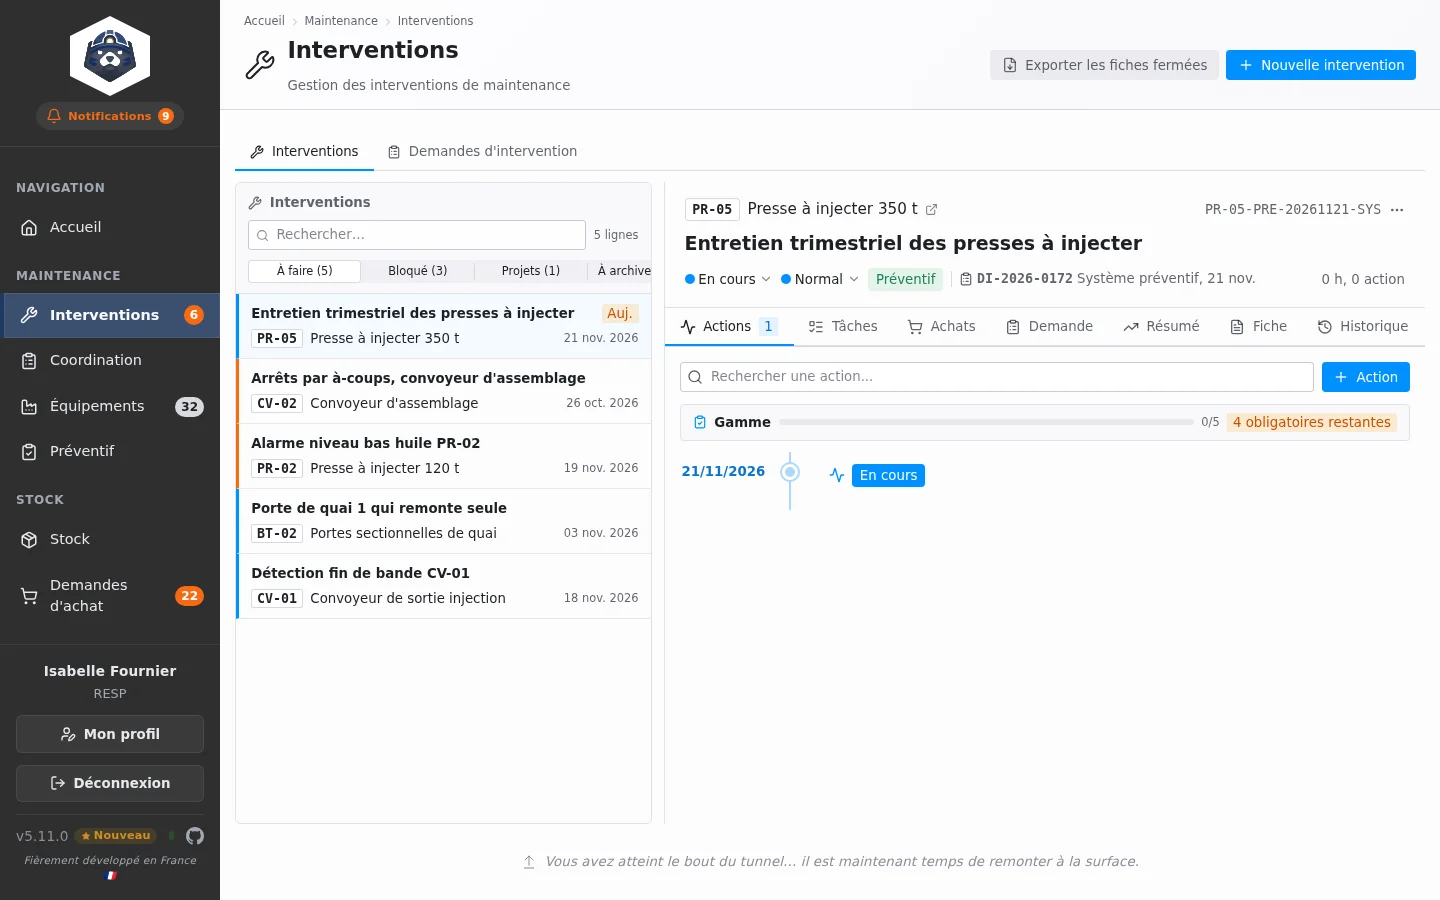 Notifications 9
NAVIGATION
Accueil
MAINTENANCE
Interventions 6
Coordination
Équipements 32
Préventif
STOCK
Stock
Demandes
d'achat 22
Isabelle Fournier
RESP
Mon profil
Déconnexion
v5.11.0 Nouveau
Fièrement développé en France
Accueil Maintenance Interventions
Interventions
Gestion des interventions de maintenance
Exporter les fiches fermées Nouvelle intervention
Interventions Demandes d'intervention
Interventions
Rechercher... 5 lignes
À faire (5) Bloqué (3) Projets (1) À archive
Entretien trimestriel des presses à injecter Auj.
PR-05 Presse à injecter 350 t 21 nov. 2026
Arrêts par à-coups, convoyeur d'assemblage
CV-02 Convoyeur d'assemblage 26 oct. 2026
Alarme niveau bas huile PR-02
PR-02 Presse à injecter 120 t 19 nov. 2026
Porte de quai 1 qui remonte seule
BT-02 Portes sectionnelles de quai 03 nov. 2026
Détection fin de bande CV-01
CV-01 Convoyeur de sortie injection 18 nov. 2026
PR-05 Presse à injecter 350 t PR-05-PRE-20261121-SYS
Entretien trimestriel des presses à injecter
En cours Normal Préventif DI-2026-0172 Système préventif, 21 nov. 0 h, 0 action
Actions 1 Tâches Achats Demande Résumé Fiche Historique
Rechercher une action... Action
Gamme 0/5 4 obligatoires restantes
21/11/2026 En cours
Vous avez atteint le bout du tunnel... il est maintenant temps de remonter à la surface.